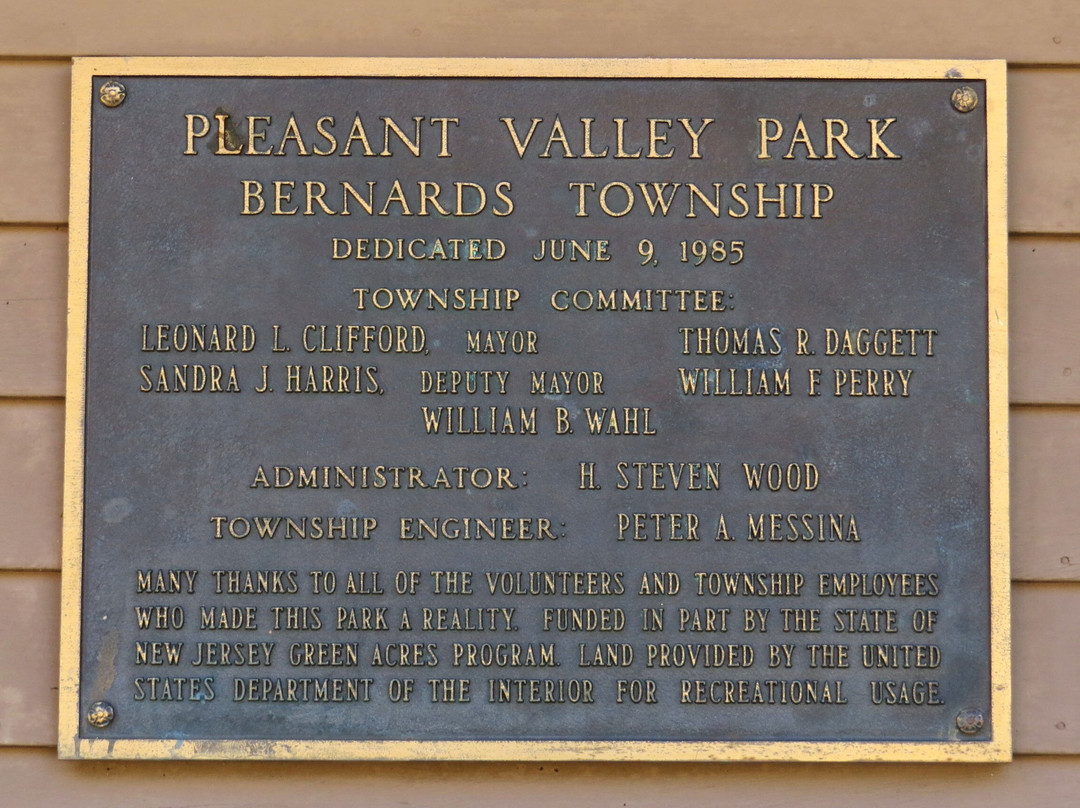 PLEASANT VALLEY PARK
BERNARDS TOWNSHIP
DEDICATED JUNE 9, 1985
TOWNSHIP COMMITTEE:
LEONARD L. CLIFFORD, MAYOR THOMAS R. DAGGETT
SANDRA J. HARRIS, DEPUTY MAYOR WILLIAM F. PERRY
WILLIAM B. WAHL
ADMINISTRATOR: H. STEVEN WOOD
TOWNSHIP ENGINEER: PETER A. MESSINA
MANY THANKS TO ALL OF THE VOLUNTEERS AND TOWNSHIP EMPLOYEES
WHO MADE THIS PARK A REALITY. FUNDED IN PART BY THE STATE OF
NEW JERSEY GREEN ACRES PROGRAM. LAND PROVIDED BY THE UNITED
STATES DEPARTMENT OF THE INTERIOR FOR RECREATIONAL USAGE.